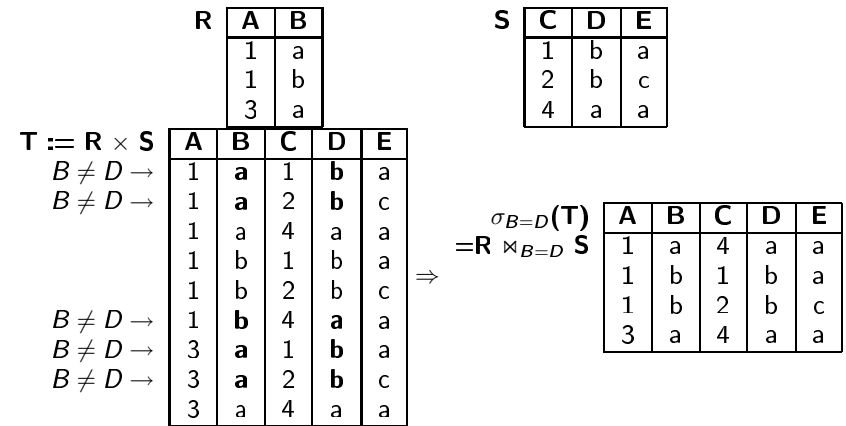 R A B
1 a
1 b
3 a
S C D E
1 b a
2 b c
4 a a
T := R × S A B C D E
B ≠ D → 1 a 1 b a
B ≠ D → 1 a 2 b c
1 a 4 a a
1 b 1 b a
1 b 2 b c
B ≠ D → 1 b 4 a a
B ≠ D → 3 a 1 b a
B ≠ D → 3 a 2 b c
3 a 4 a a
⇒
σB=D(T)
=R ⋈B=D S
A B C D E
1 a 4 a a
1 b 1 b a
1 b 2 b c
3 a 4 a a